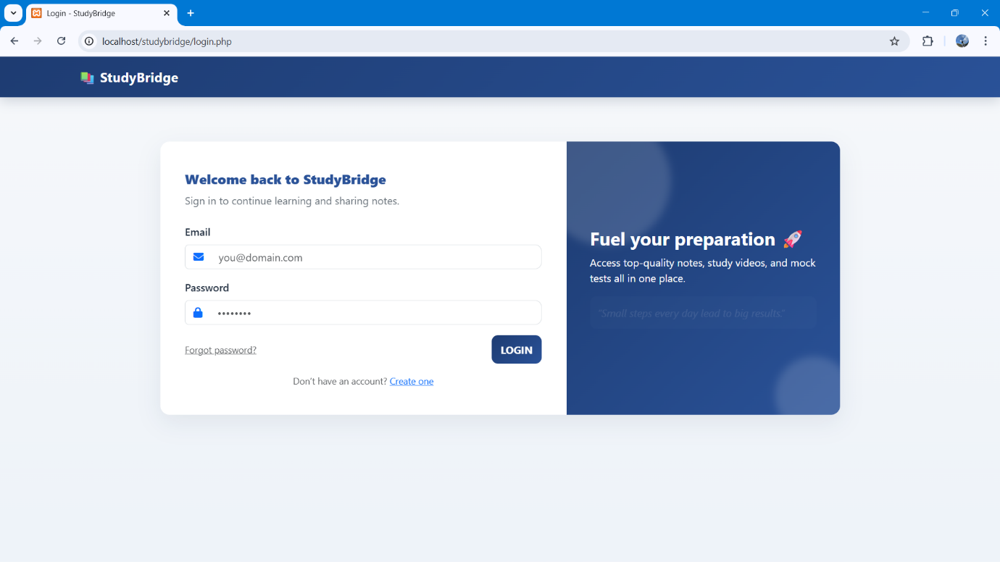 Login - StudyBridge
localhost/studybridge/login.php
StudyBridge
Welcome back to StudyBridge
Sign in to continue learning and sharing notes.
Email
you@domain.com
Password
••••••••
Forgot password?
LOGIN
Don't have an account? Create one
Fuel your preparation 🚀
Access top-quality notes, study videos, and mock
tests all in one place.
"Small steps every day lead to big results."